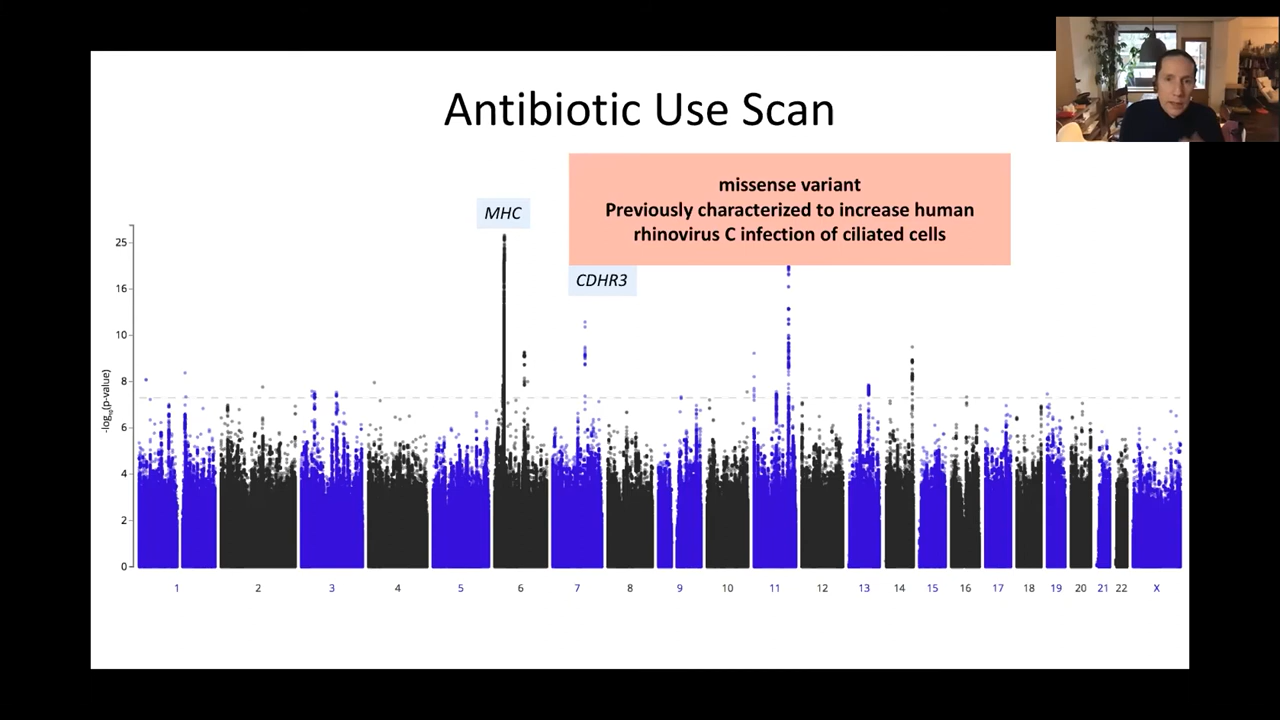 Antibiotic Use Scan
missense variant
Previously characterized to increase human
rhinovirus C infection of ciliated cells
MHC
CDHR3
-log10(p-value)
25
16
10
8
6
4
2
0
1 2 3 4 5 6 7 8 9 10 11 12 13 14 15 16 17 18 19 20 21 22 X